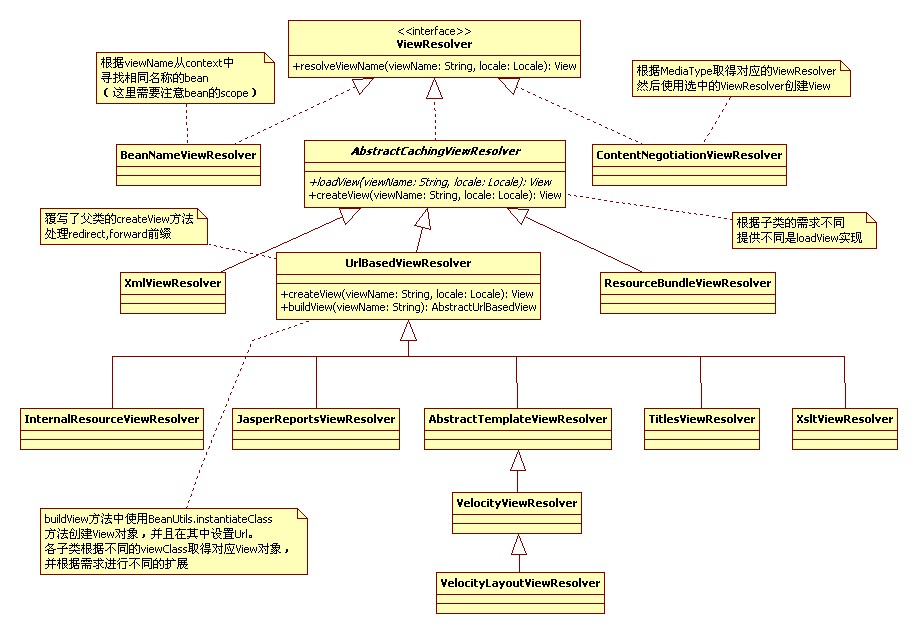 <<interface>>
ViewResolver
+resolveViewName(viewName: String, locale: Locale): View
根据viewName从context中
寻找相同名称的bean
（这里需要注意bean的scope）
根据MediaType取得对应的ViewResolver
然后使用选中的ViewResolver创建View
BeanNameViewResolver
AbstractCachingViewResolver
+loadView(viewName: String, locale: Locale): View
+createView(viewName: String, locale: Locale): View
ContentNegotiationViewResolver
覆写了父类的createView方法
处理redirect,forward前缀
根据子类的需求不同
提供不同是loadView实现
XmlViewResolver
UrlBasedViewResolver
+createView(viewName: String, locale: Locale): View
+buildView(viewName: String): AbstractUrlBasedView
ResourceBundleViewResolver
InternalResourceViewResolver
JasperReportsViewResolver
AbstractTemplateViewResolver
TitlesViewResolver
XsltViewResolver
VelocityViewResolver
buildView方法中使用BeanUtils.instantiateClass
方法创建View对象，并且在其中设置Url。
各子类根据不同的viewClass取得对应View对象，
并根据需求进行不同的扩展
VelocityLayoutViewResolver